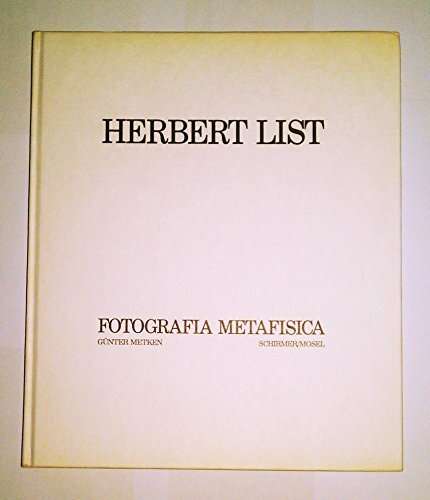 HERBERT LIST
FOTOGRAFIA METAFISICA
GÜNTER METKEN SCHIRMER/MOSEL